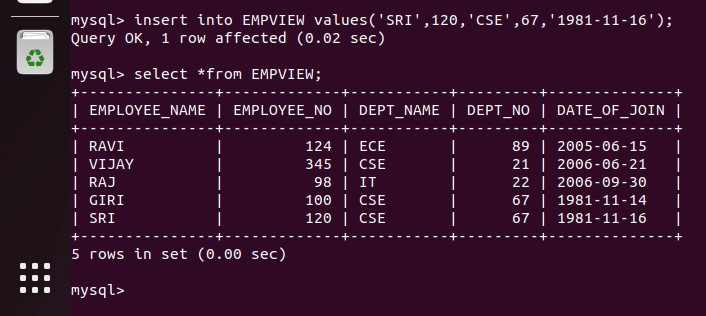 mysql> insert into EMPVIEW values('SRI',120,'CSE',67,'1981-11-16');
Query OK, 1 row affected (0.02 sec)
mysql> select *from EMPVIEW;
+---------------+-------------+-----------+---------+--------------+
| EMPLOYEE_NAME | EMPLOYEE_NO | DEPT_NAME | DEPT_NO | DATE_OF_JOIN |
+---------------+-------------+-----------+---------+--------------+
| RAVI          |         124 | ECE       |      89 | 2005-06-15   |
| VIJAY         |         345 | CSE       |      21 | 2006-06-21   |
| RAJ           |          98 | IT        |      22 | 2006-09-30   |
| GIRI          |         100 | CSE       |      67 | 1981-11-14   |
| SRI           |         120 | CSE       |      67 | 1981-11-16   |
+---------------+-------------+-----------+---------+--------------+
5 rows in set (0.00 sec)
mysql>